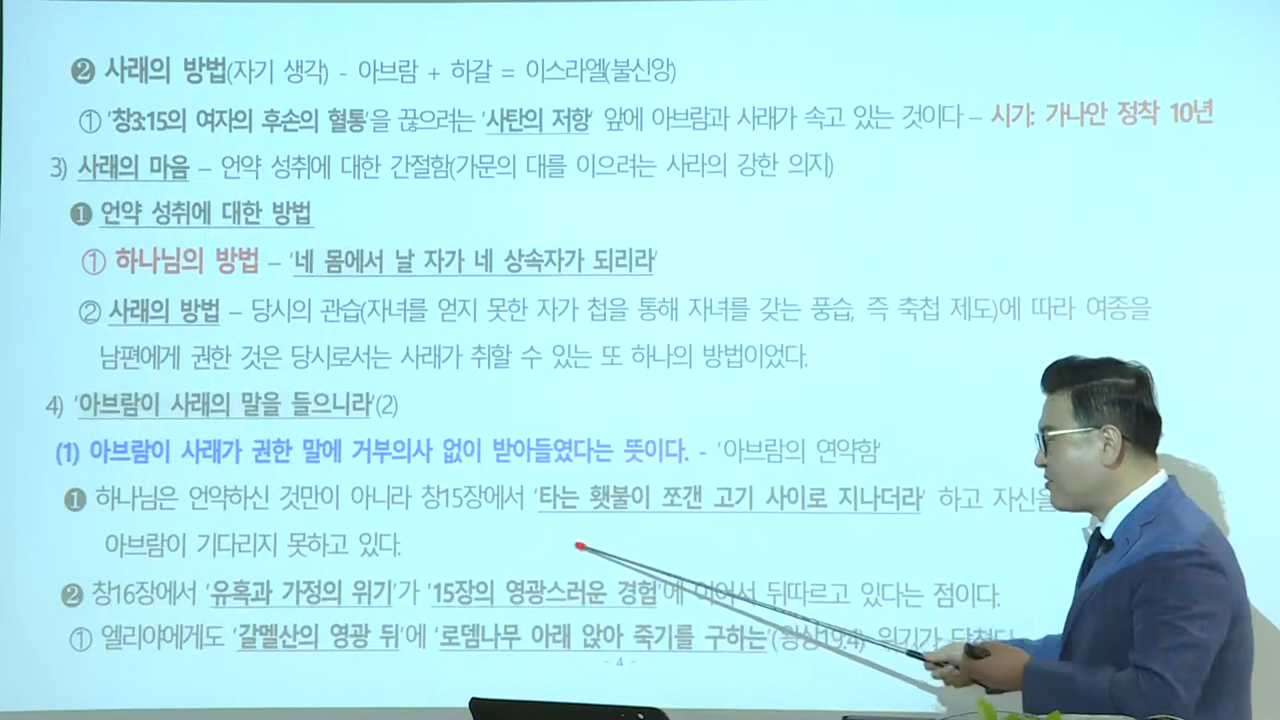 ❷ 사래의 방법(자기 생각) - 아브람 + 하갈 = 이스라엘(불신앙)
① '창3:15의 여자의 후손의 혈통'을 끊으려는 '사탄의 저항' 앞에 아브람과 사래가 속고 있는 것이다 – 시기: 가나안 정착 10년
3) 사래의 마음 – 언약 성취에 대한 간절함(가문의 대를 이으려는 사라의 강한 의지)
❶ 언약 성취에 대한 방법
① 하나님의 방법 – '네 몸에서 날 자가 네 상속자가 되리라'
② 사래의 방법 – 당시의 관습(자녀를 얻지 못한 자가 첩을 통해 자녀를 갖는 풍습, 즉 축첩 제도)에 따라 여종을
남편에게 권한 것은 당시로서는 사래가 취할 수 있는 또 하나의 방법이었다.
4) '아브람이 사래의 말을 들으니라'(2)
(1) 아브람이 사래가 권한 말에 거부의사 없이 받아들였다는 뜻이다. - '아브람의 연약함'
❶ 하나님은 언약하신 것만이 아니라 창15장에서 '타는 횃불이 쪼갠 고기 사이로 지나더라' 하고 자신을
아브람이 기다리지 못하고 있다.
❷ 창16장에서 '유혹과 가정의 위기'가 '15장의 영광스러운 경험'에 이어서 뒤따르고 있다는 점이다.
① 엘리야에게도 '갈멜산의 영광 뒤'에 '로뎀나무 아래 앉아 죽기를 구하는'(왕상19:4) 위기가
- 4 -